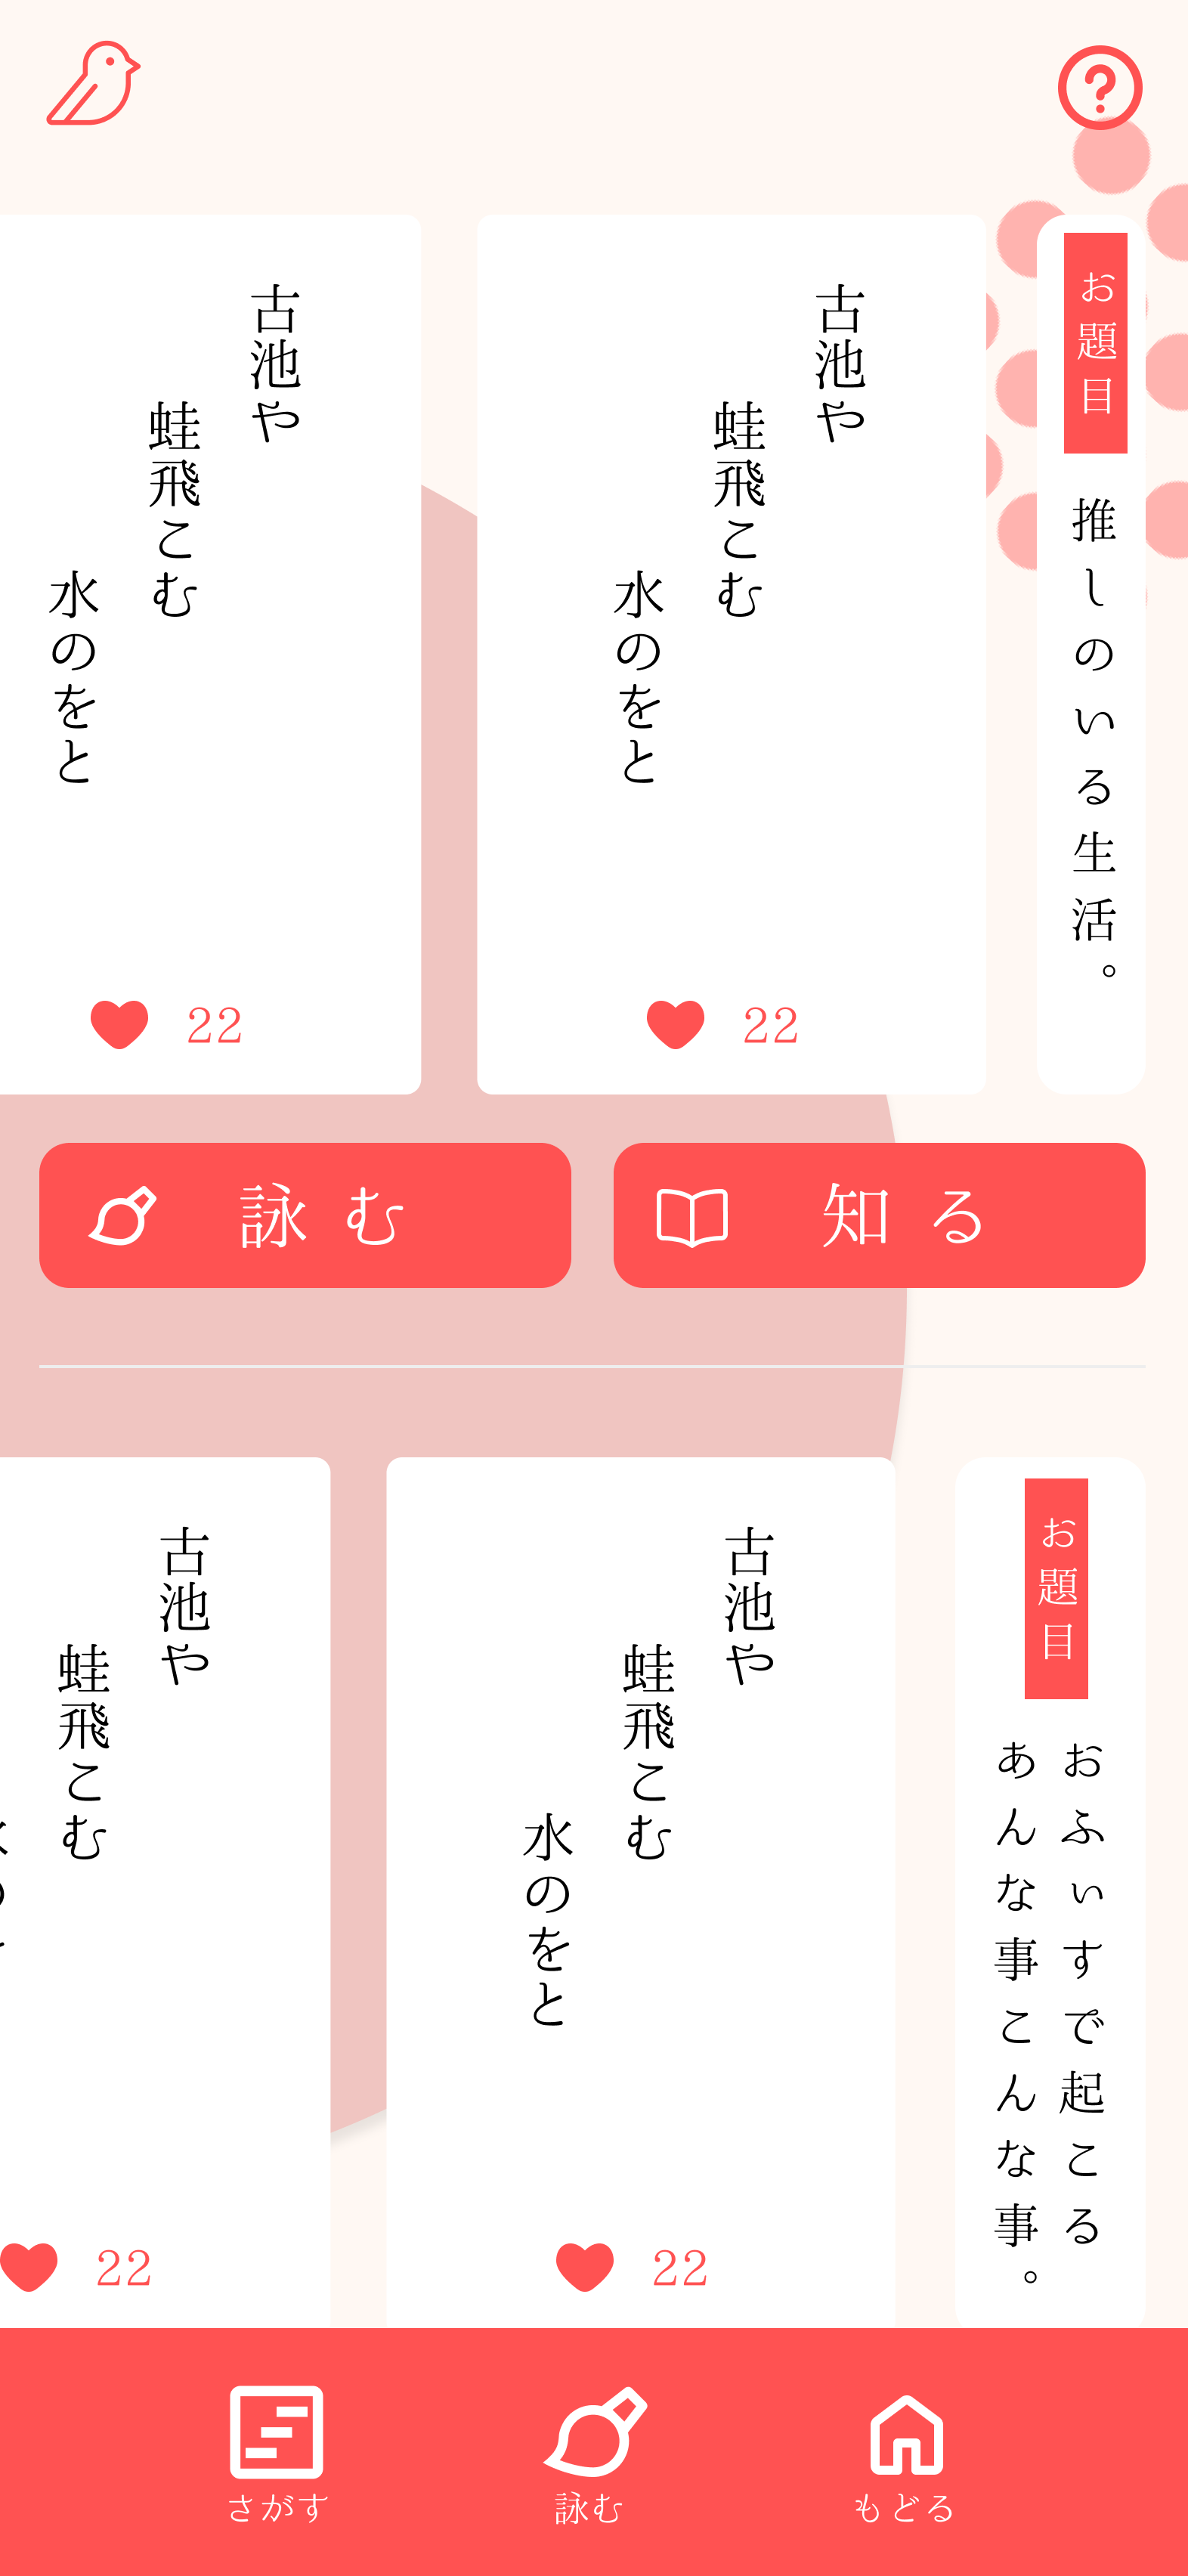 お題目
推しのいる生活。
古池や
蛙飛こむ
水のをと
22
古池や
蛙飛こむ
水のをと
22
詠む
知る
お題目
おふぃすで起こる
あんな事こんな事。
古池や
蛙飛こむ
水のをと
22
古池や
蛙飛こむ
22
さがす
詠む
もどる